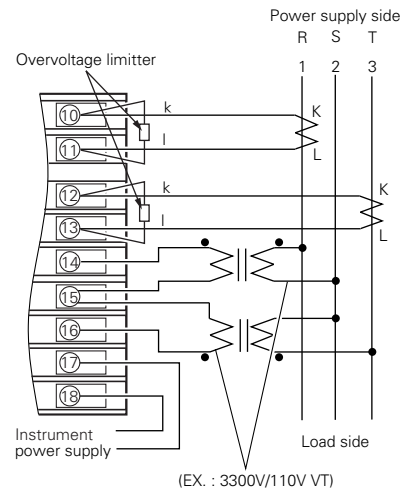 Power supply side
R S T
1 2 3
Overvoltage limitter
k
K
10
11
l
L
12
k
K
13
l
L
14
15
16
17
18
Instrument
power supply
Load side
(EX. : 3300V/110V VT)